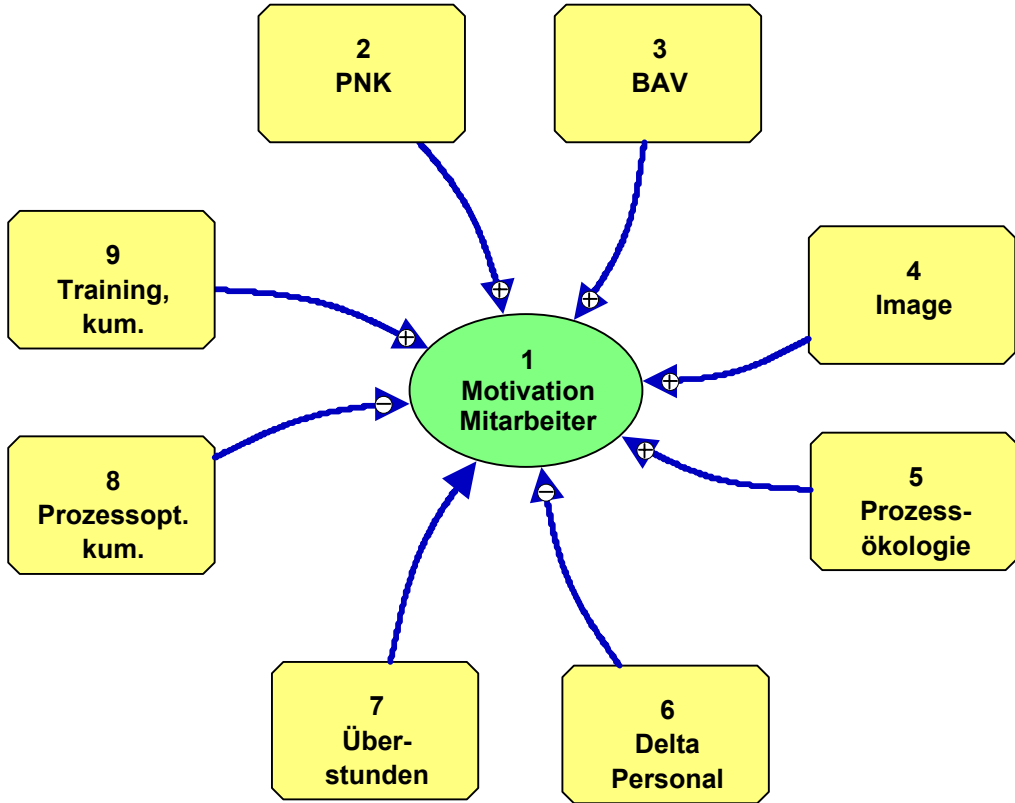 2
PNK
3
BAV
9
Training,
kum.
4
Image
1
Motivation
Mitarbeiter
8
Prozessopt.
kum.
5
Prozess-
ökologie
7
Über-
stunden
6
Delta
Personal
+
+
+
+
+
−
−